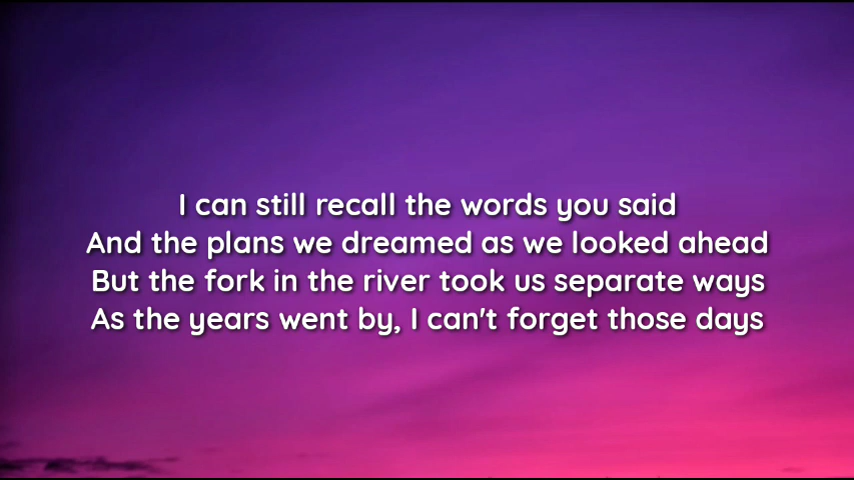 I can still recall the words you said
And the plans we dreamed as we looked ahead
But the fork in the river took us separate ways
As the years went by, I can't forget those days